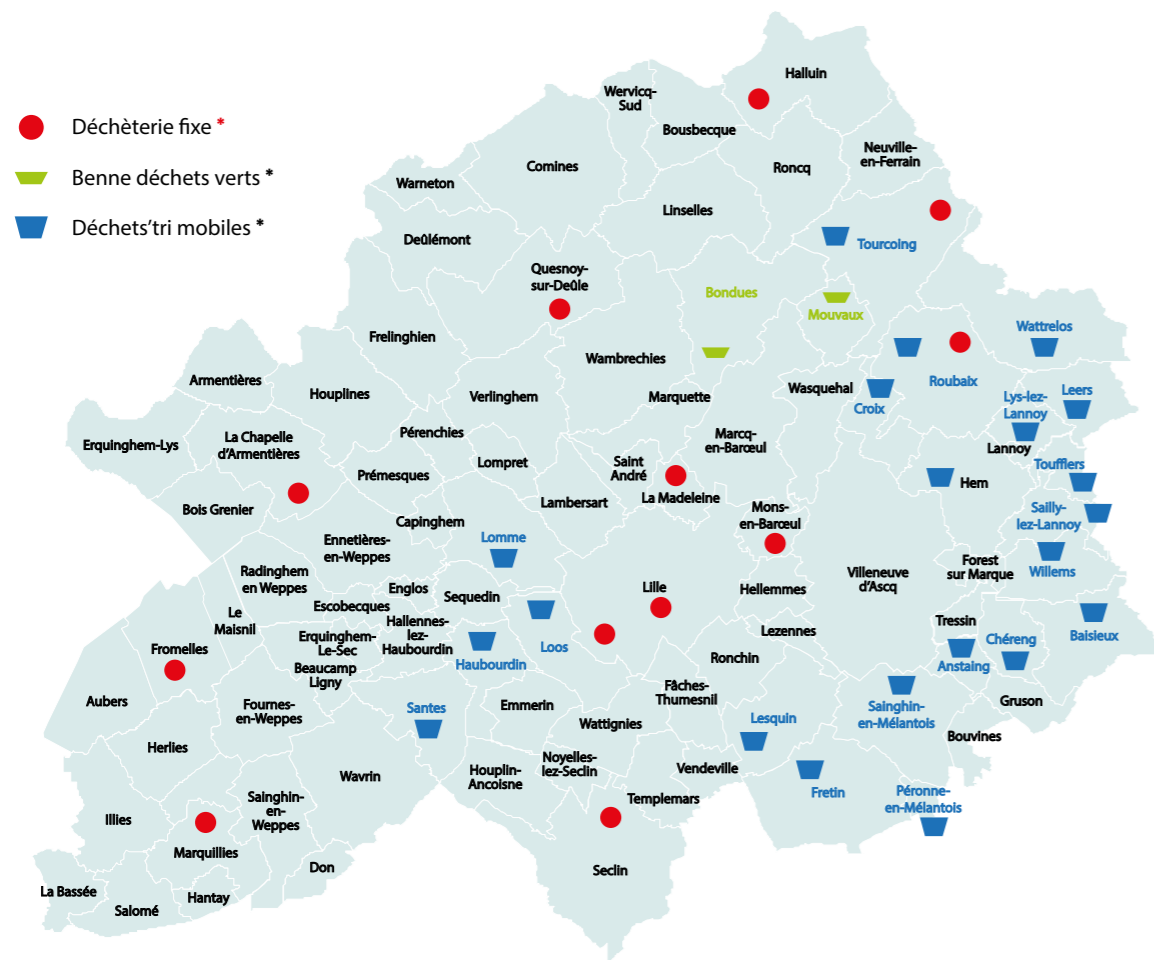 Déchèterie fixe *
Benne déchets verts *
Déchets'tri mobiles *
Halluin
Wervicq-
Sud
Bousbecque
Neuville-
en-Ferrain
Roncq
Comines
Warneton
Linselles
Deûlémont
Tourcoing
Quesnoy-
sur-Deûle
Bondues
Mouvaux
Frelinghien
Wattrelos
Wambrechies
Armentières
Houplines
Verlinghem
Marquette
Wasquehal
Croix
Roubaix
Lys-lez-
Lannoy
Leers
Erquinghem-Lys
La Chapelle
d'Armentières
Pérenchies
Marcq-
en-Barœul
Lannoy
Prémesques
Lompret
Saint
André
La Madeleine
Toufflers
Hem
Bois Grenier
Lambersart
Mons-
en-Barœul
Sailly-
lez-Lannoy
Capinghem
Lomme
Ennetières-
en-Weppes
Willems
Radinghem
en Weppes
Englos
Sequedin
Lille
Hellemmes
Villeneuve
d'Ascq
Forest
sur Marque
Le
Maisnil
Escobecques
Hallennes-
lez-
Haubourdin
Tressin
Baisieux
Fromelles
Erquinghem-
Le-Sec
Beaucamp
Ligny
Haubourdin
Loos
Lezennes
Chéreng
Anstaing
Ronchin
Aubers
Fournes-
en-Weppes
Santes
Emmerin
Fâches-
Thumesnil
Sainghin-
en-Mélantois
Gruson
Wattignies
Lesquin
Bouvines
Herlies
Wavrin
Houplin-
Ancoisne
Noyelles-
lez-Seclin
Vendeville
Fretin
Péronne-
en-Mélantois
Illies
Sainghin-
en-
Weppes
Templemars
Marquillies
Don
Seclin
La Bassée
Hantay
Salomé